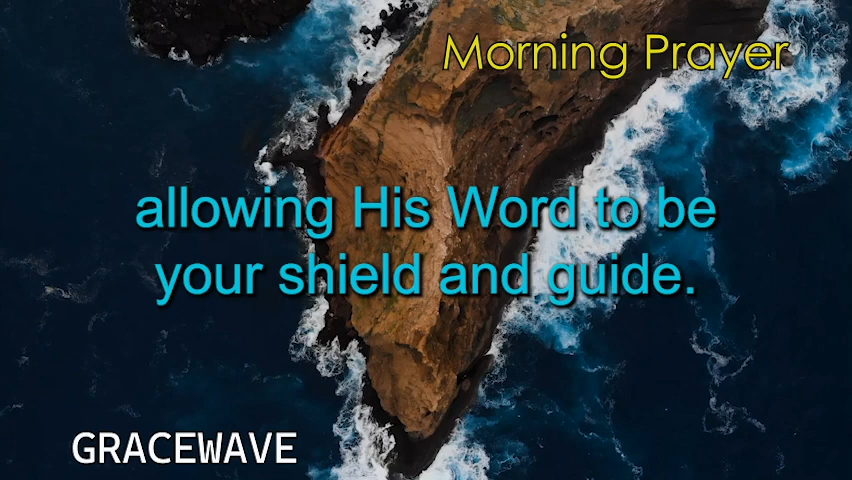 Morning Prayer
allowing His Word to be
your shield and guide.
GRACEWAVE